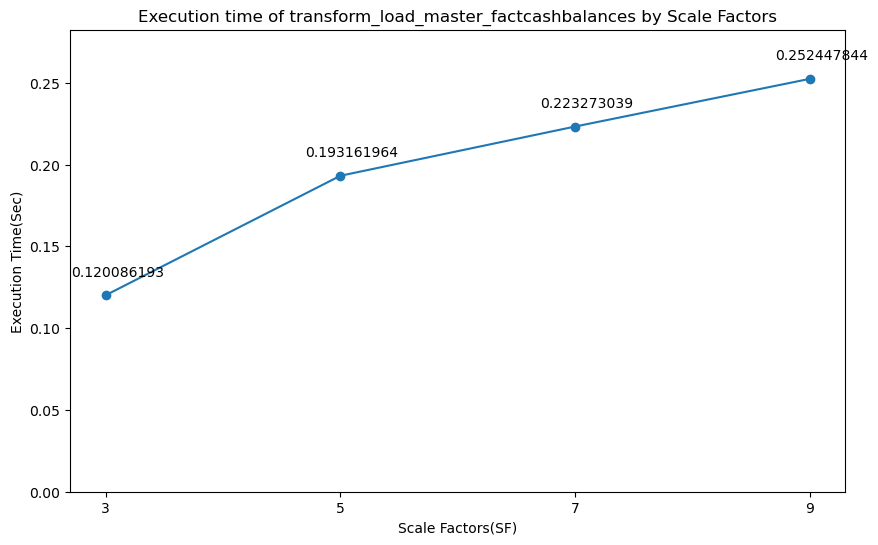 Execution time of transform_load_master_factcashbalances by Scale Factors
0.252447844
0.25
0.223273039
0.20
0.193161964
0.15
0.120086193
0.10
0.05
0.00
Execution Time(Sec)
3 5 7 9
Scale Factors(SF)